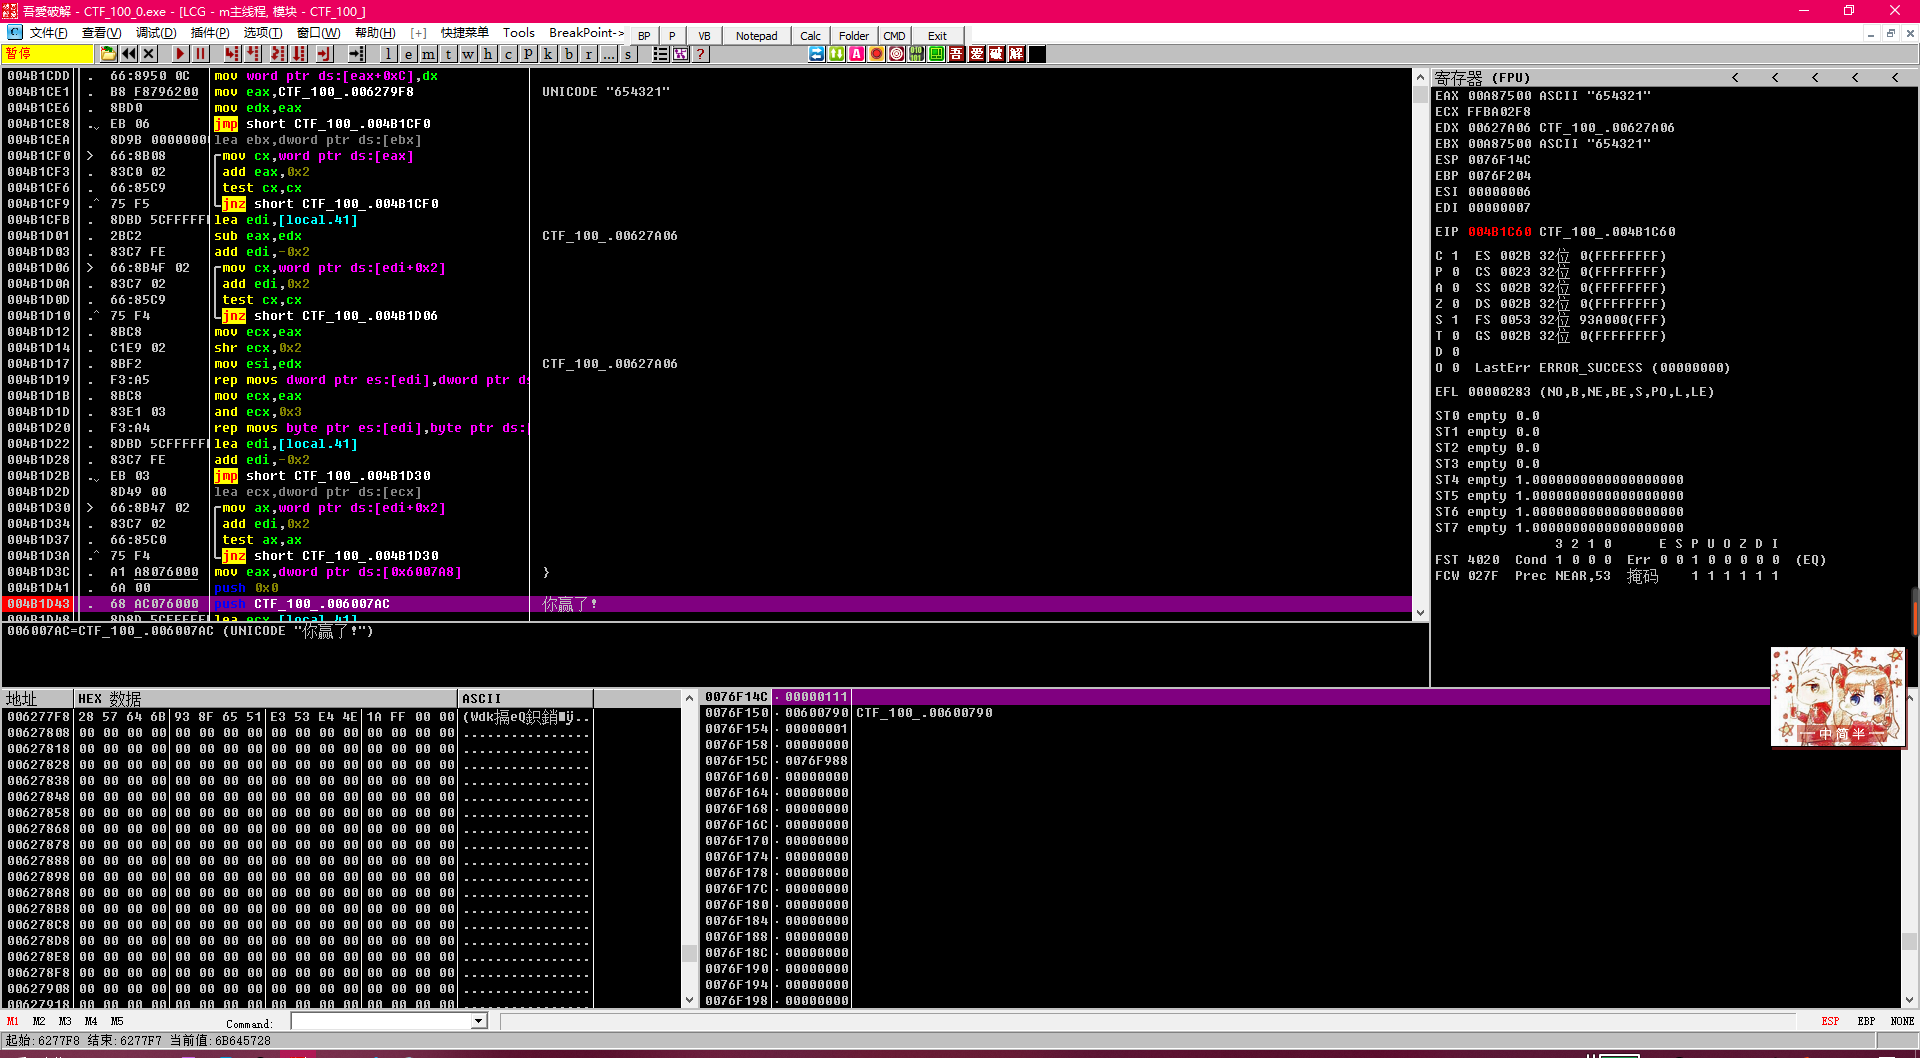 吾愛破解 - CTF_100_0.exe - [LCG - m主线程, 模块 - CTF_100_]
文件(F) 查看(V) 调试(D) 插件(P) 选项(T) 窗口(W) 帮助(H) [+] 快捷菜单 Tools BreakPoint-> BP P VB Notepad Calc Folder CMD Exit
暂停 l e m t w h c p k b r ... s ? 吾 爱 破 解
004B1CDD . 66:8950 0C mov word ptr ds:[eax+0xC],dx
004B1CE1 . B8 F8796200 mov eax,CTF_100_.006279F8 UNICODE "654321"
004B1CE6 . 8BD0 mov edx,eax
004B1CE8 . EB 06 jmp short CTF_100_.004B1CF0
004B1CEA 8D9B 00000000 lea ebx,dword ptr ds:[ebx]
004B1CF0 > 66:8B08 mov cx,word ptr ds:[eax]
004B1CF3 . 83C0 02 add eax,0x2
004B1CF6 . 66:85C9 test cx,cx
004B1CF9 .^ 75 F5 jnz short CTF_100_.004B1CF0
004B1CFB . 8DBD 5CFFFFFF lea edi,[local.41]
004B1D01 . 2BC2 sub eax,edx CTF_100_.00627A06
004B1D03 . 83C7 FE add edi,-0x2
004B1D06 > 66:8B4F 02 mov cx,word ptr ds:[edi+0x2]
004B1D0A . 83C7 02 add edi,0x2
004B1D0D . 66:85C9 test cx,cx
004B1D10 .^ 75 F4 jnz short CTF_100_.004B1D06
004B1D12 . 8BC8 mov ecx,eax
004B1D14 . C1E9 02 shr ecx,0x2
004B1D17 . 8BF2 mov esi,edx CTF_100_.00627A06
004B1D19 . F3:A5 rep movs dword ptr es:[edi],dword ptr ds
004B1D1B . 8BC8 mov ecx,eax
004B1D1D . 83E1 03 and ecx,0x3
004B1D20 . F3:A4 rep movs byte ptr es:[edi],byte ptr ds:[
004B1D22 . 8DBD 5CFFFFFF lea edi,[local.41]
004B1D28 . 83C7 FE add edi,-0x2
004B1D2B . EB 03 jmp short CTF_100_.004B1D30
004B1D2D 8D49 00 lea ecx,dword ptr ds:[ecx]
004B1D30 > 66:8B47 02 mov ax,word ptr ds:[edi+0x2]
004B1D34 . 83C7 02 add edi,0x2
004B1D37 . 66:85C0 test ax,ax
004B1D3A .^ 75 F4 jnz short CTF_100_.004B1D30
004B1D3C . A1 A8076000 mov eax,dword ptr ds:[0x6007A8] }
004B1D41 . 6A 00 push 0x0
004B1D43 . 68 AC076000 push CTF_100_.006007AC 你赢了!
004B1D48 . 8D8D 5CFFFFFF lea ecx,[local.41]
006007AC=CTF_100_.006007AC (UNICODE "你赢了!")
寄存器 (FPU) < < < < <
EAX 00A87500 ASCII "654321"
ECX FFBA02F8
EDX 00627A06 CTF_100_.00627A06
EBX 00A87500 ASCII "654321"
ESP 0076F14C
EBP 0076F204
ESI 00000006
EDI 00000007
EIP 004B1C60 CTF_100_.004B1C60
C 1 ES 002B 32位 0(FFFFFFFF)
P 0 CS 0023 32位 0(FFFFFFFF)
A 0 SS 002B 32位 0(FFFFFFFF)
Z 0 DS 002B 32位 0(FFFFFFFF)
S 1 FS 0053 32位 93A000(FFF)
T 0 GS 002B 32位 0(FFFFFFFF)
D 0
O 0 LastErr ERROR_SUCCESS (00000000)
EFL 00000283 (NO,B,NE,BE,S,PO,L,LE)
ST0 empty 0.0
ST1 empty 0.0
ST2 empty 0.0
ST3 empty 0.0
ST4 empty 1.0000000000000000000
ST5 empty 1.0000000000000000000
ST6 empty 1.0000000000000000000
ST7 empty 1.0000000000000000000
3 2 1 0 E S P U O Z D I
FST 4020 Cond 1 0 0 0 Err 0 0 1 0 0 0 0 0 (EQ)
FCW 027F Prec NEAR,53 掩码 1 1 1 1 1 1
中 简 半
地址 HEX 数据 ASCII
006277F8 28 57 64 6B 93 8F 65 51 E3 53 E4 4E 1A FF 00 00
00627808 00 00 00 00 00 00 00 00 00 00 00 00 00 00 00 00 ................
00627818 00 00 00 00 00 00 00 00 00 00 00 00 00 00 00 00 ................
00627828 00 00 00 00 00 00 00 00 00 00 00 00 00 00 00 00 ................
00627838 00 00 00 00 00 00 00 00 00 00 00 00 00 00 00 00 ................
00627848 00 00 00 00 00 00 00 00 00 00 00 00 00 00 00 00 ................
00627858 00 00 00 00 00 00 00 00 00 00 00 00 00 00 00 00 ................
00627868 00 00 00 00 00 00 00 00 00 00 00 00 00 00 00 00 ................
00627878 00 00 00 00 00 00 00 00 00 00 00 00 00 00 00 00 ................
00627888 00 00 00 00 00 00 00 00 00 00 00 00 00 00 00 00 ................
00627898 00 00 00 00 00 00 00 00 00 00 00 00 00 00 00 00 ................
006278A8 00 00 00 00 00 00 00 00 00 00 00 00 00 00 00 00 ................
006278B8 00 00 00 00 00 00 00 00 00 00 00 00 00 00 00 00 ................
006278C8 00 00 00 00 00 00 00 00 00 00 00 00 00 00 00 00 ................
006278D8 00 00 00 00 00 00 00 00 00 00 00 00 00 00 00 00 ................
006278E8 00 00 00 00 00 00 00 00 00 00 00 00 00 00 00 00 ................
006278F8 00 00 00 00 00 00 00 00 00 00 00 00 00 00 00 00 ................
00627908 00 00 00 00 00 00 00 00 00 00 00 00 00 00 00 00 ................
00627918 00 00 00 00 00 00 00 00 00 00 00 00 00 00 00 00 ................
0076F14C 00000111
0076F150 00600790 CTF_100_.00600790
0076F154 00000001
0076F158 00000000
0076F15C 0076F988
0076F160 00000000
0076F164 00000000
0076F168 00000000
0076F16C 00000000
0076F170 00000000
0076F174 00000000
0076F178 00000000
0076F17C 00000000
0076F180 00000000
0076F184 00000000
0076F188 00000000
0076F18C 00000000
0076F190 00000000
0076F194 00000000
0076F198 00000000
M1 M2 M3 M4 M5 Command: ESP EBP NONE
起始:6277F8 结束:6277F7 当前值:6B645728